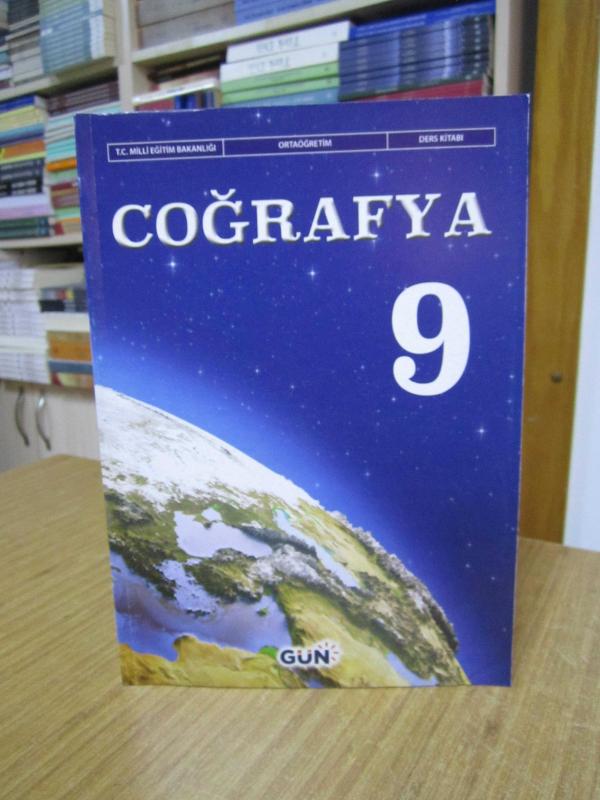 T.C. MİLLİ EĞİTİM BAKANLIĞI ORTAÖĞRETİM DERS KİTABI
COĞRAFYA
9
GÜN